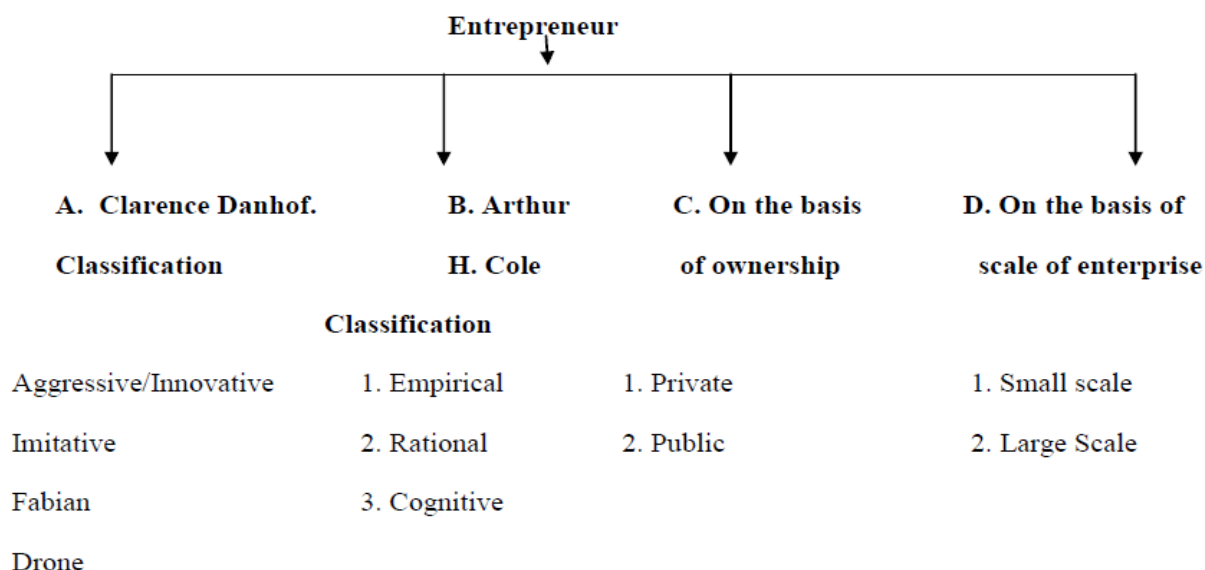 Entrepreneur
A. Clarence Danhof.
Classification
B. Arthur
H. Cole
Classification
C. On the basis
of ownership
D. On the basis of
scale of enterprise
Aggressive/Innovative
Imitative
Fabian
Drone
1. Empirical
2. Rational
3. Cognitive
1. Private
2. Public
1. Small scale
2. Large Scale